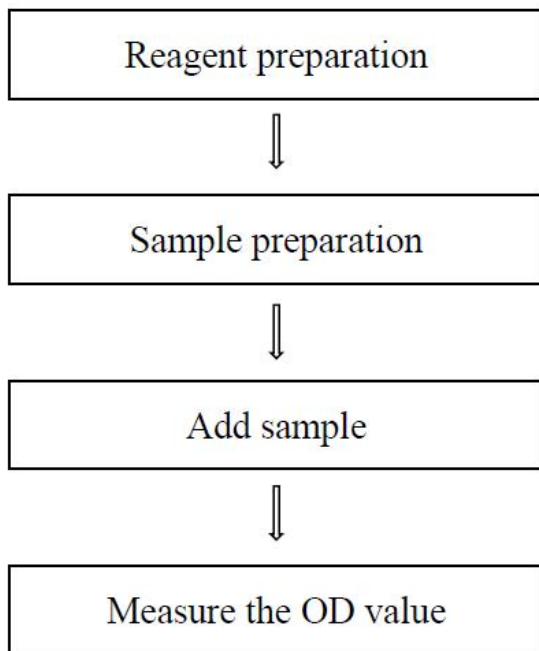 Reagent preparation
Sample preparation
Add sample
Measure the OD value